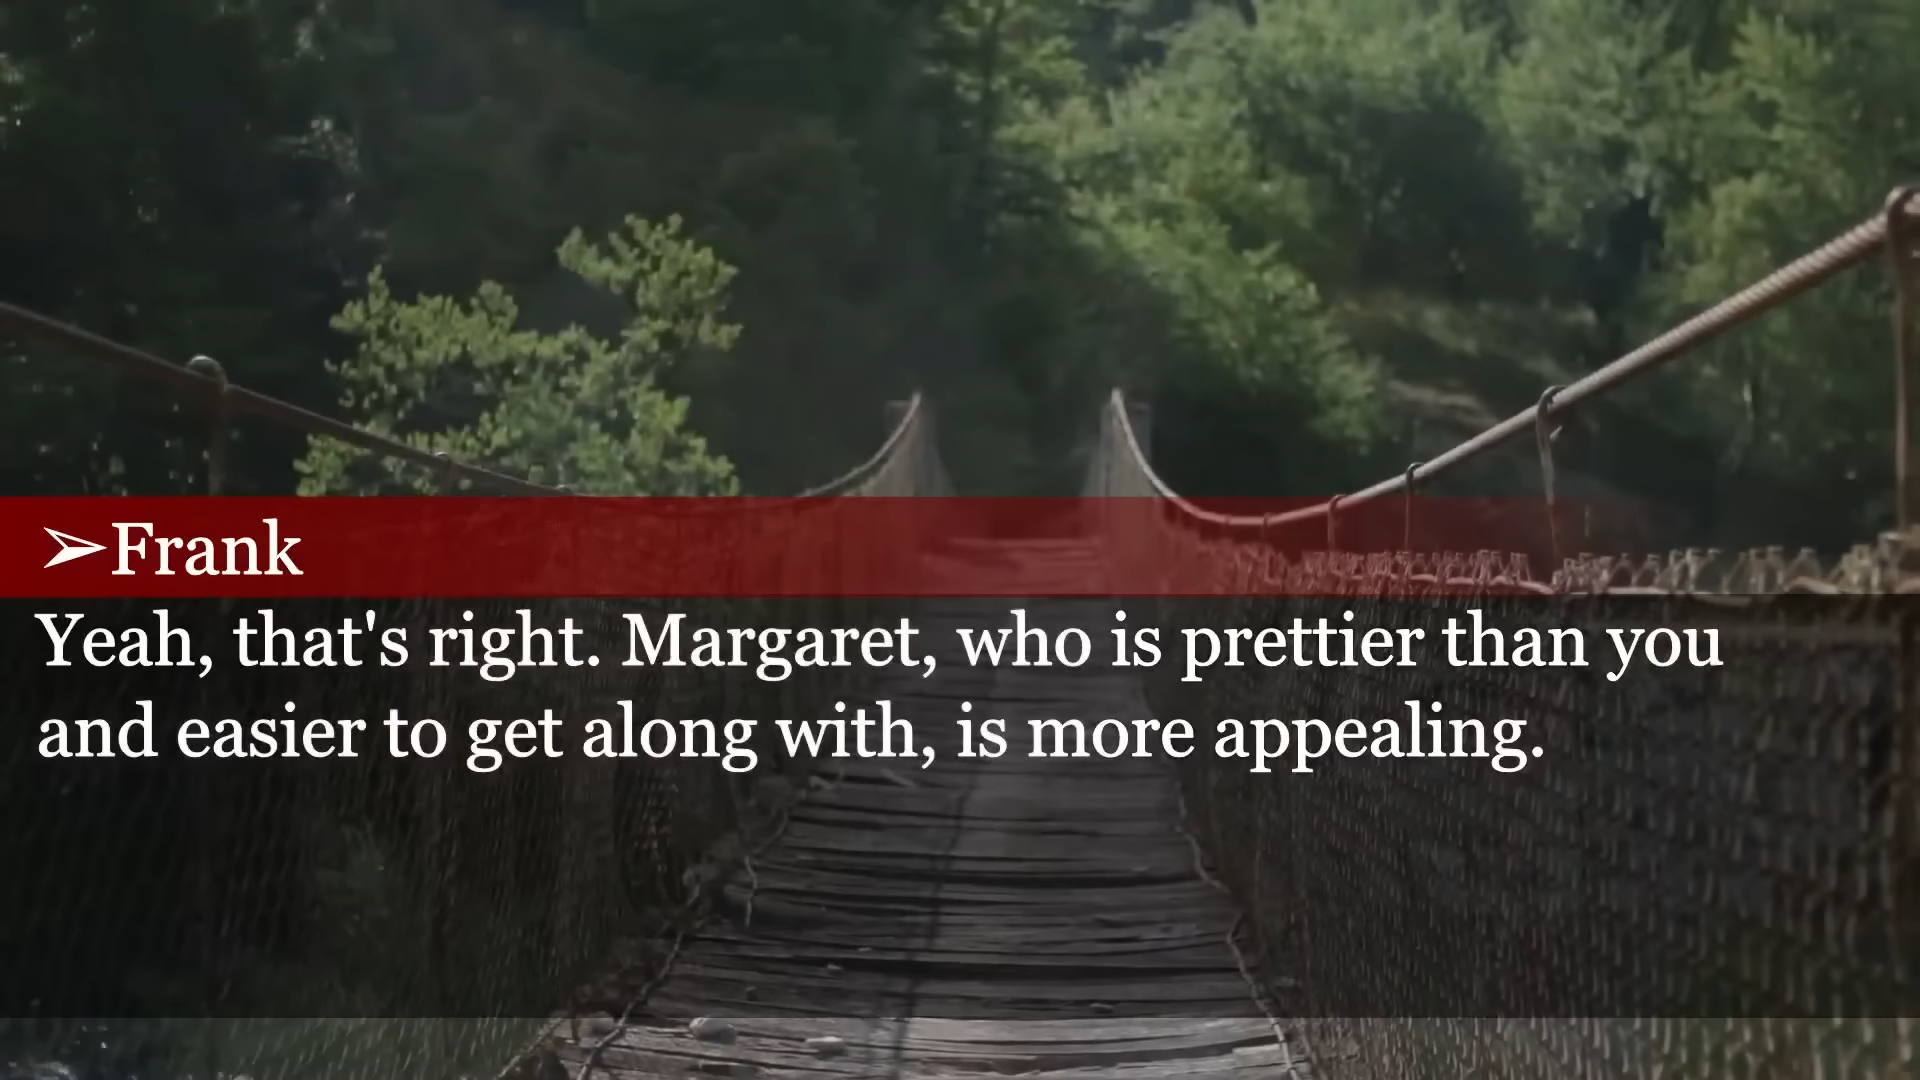 ➢Frank
Yeah, that's right. Margaret, who is prettier than you
and easier to get along with, is more appealing.